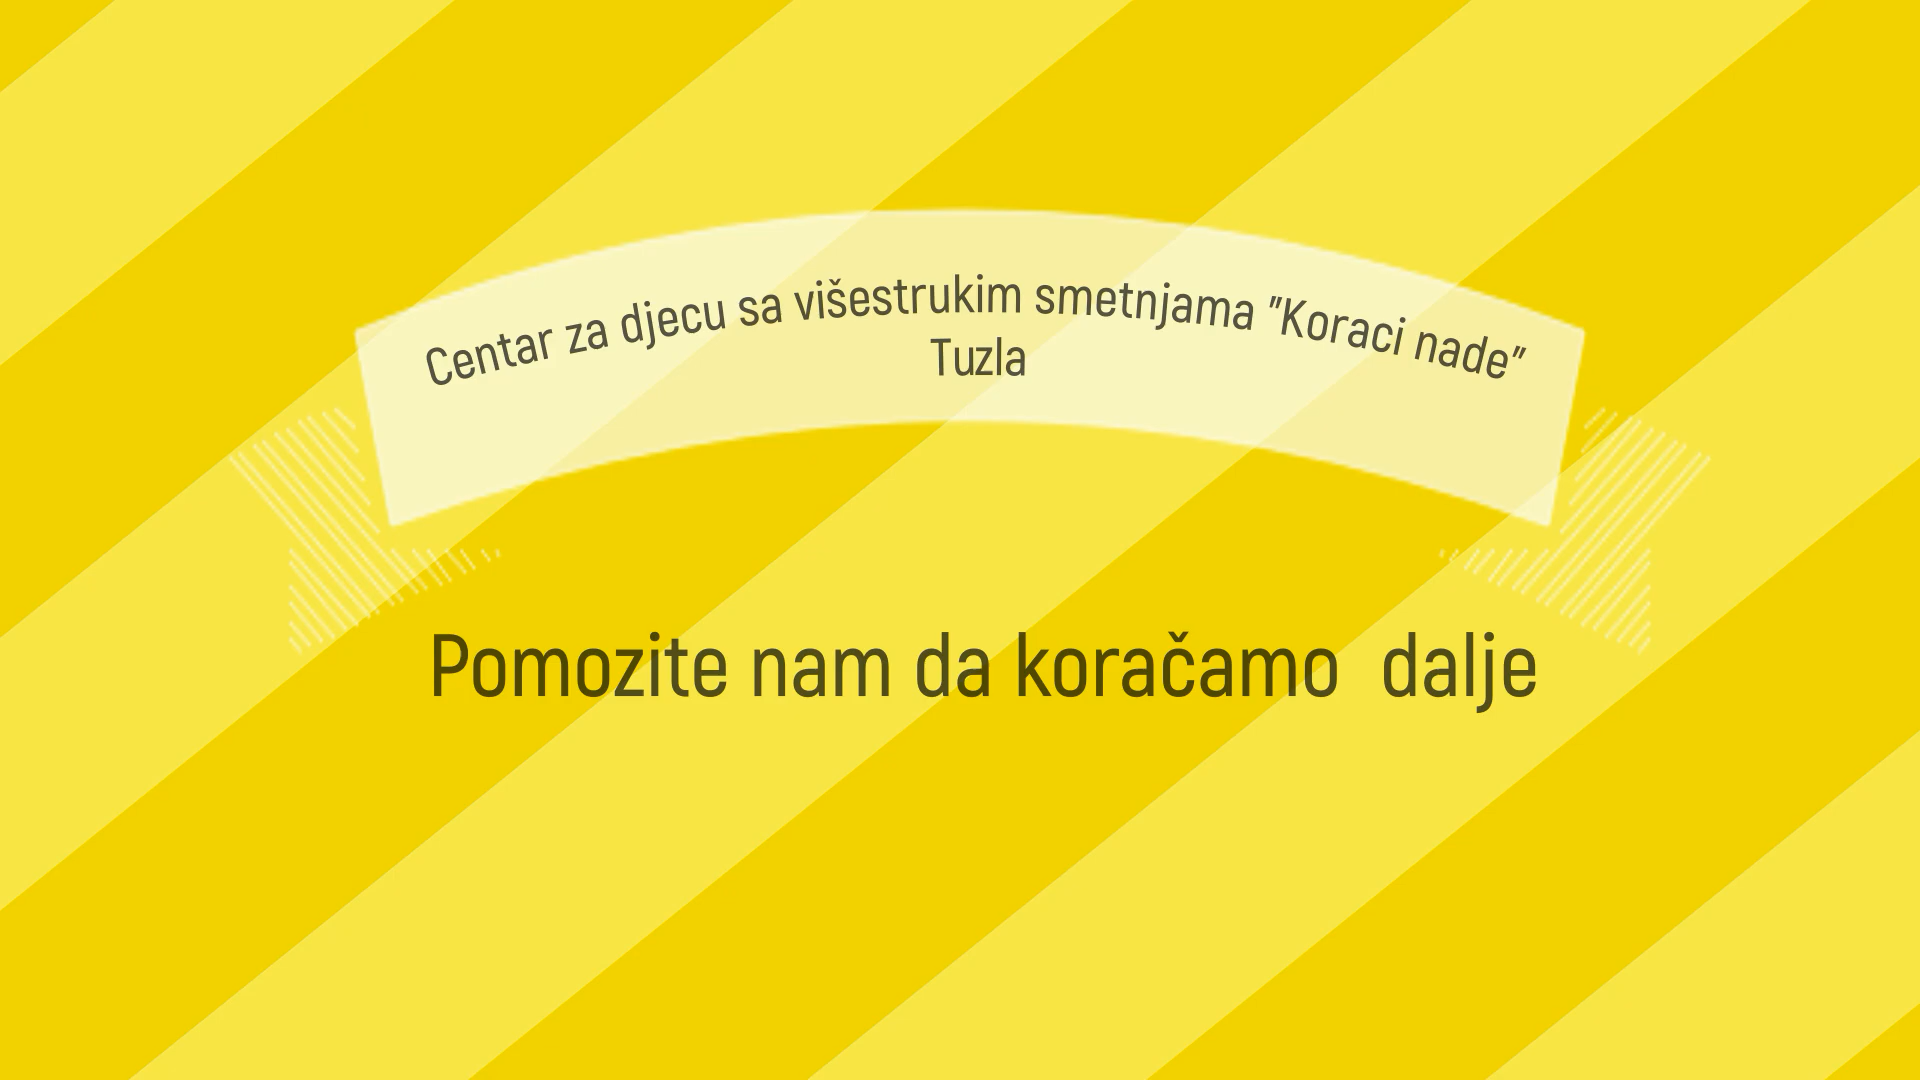 Centar za djecu sa višestrukim smetnjama "Koraci nade"
Tuzla
Pomozite nam da koračamo  dalje